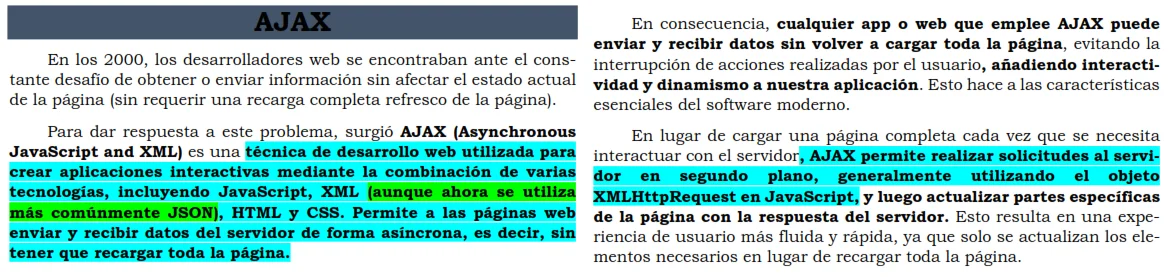 AJAX
En los 2000, los desarrolladores web se encontraban ante el cons-
tante desafío de obtener o enviar información sin afectar el estado actual
de la página (sin requerir una recarga completa refresco de la página).
Para dar respuesta a este problema, surgió AJAX (Asynchronous
JavaScript and XML) es una técnica de desarrollo web utilizada para
crear aplicaciones interactivas mediante la combinación de varias
tecnologías, incluyendo JavaScript, XML (aunque ahora se utiliza
más comúnmente JSON), HTML y CSS. Permite a las páginas web
enviar y recibir datos del servidor de forma asíncrona, es decir, sin
tener que recargar toda la página.
En consecuencia, cualquier app o web que emplee AJAX puede
enviar y recibir datos sin volver a cargar toda la página, evitando la
interrupción de acciones realizadas por el usuario, añadiendo interacti-
vidad y dinamismo a nuestra aplicación. Esto hace a las características
esenciales del software moderno.
En lugar de cargar una página completa cada vez que se necesita
interactuar con el servidor, AJAX permite realizar solicitudes al servi-
dor en segundo plano, generalmente utilizando el objeto
XMLHttpRequest en JavaScript, y luego actualizar partes específicas
de la página con la respuesta del servidor. Esto resulta en una expe-
riencia de usuario más fluida y rápida, ya que solo se actualizan los ele-
mentos necesarios en lugar de recargar toda la página.